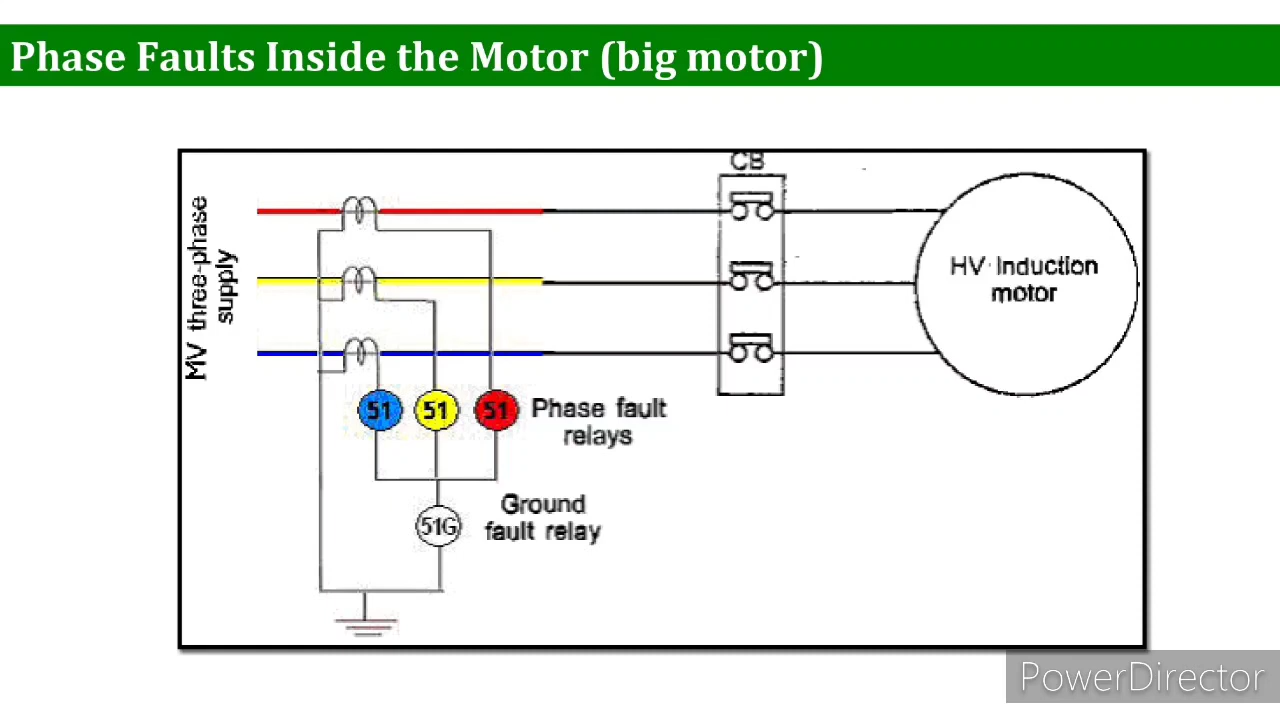 Phase Faults Inside the Motor (big motor)
CB
MV three-phase
supply
HV Induction
motor
51 51 51
Phase fault
relays
Ground
fault relay
51G
PowerDirector